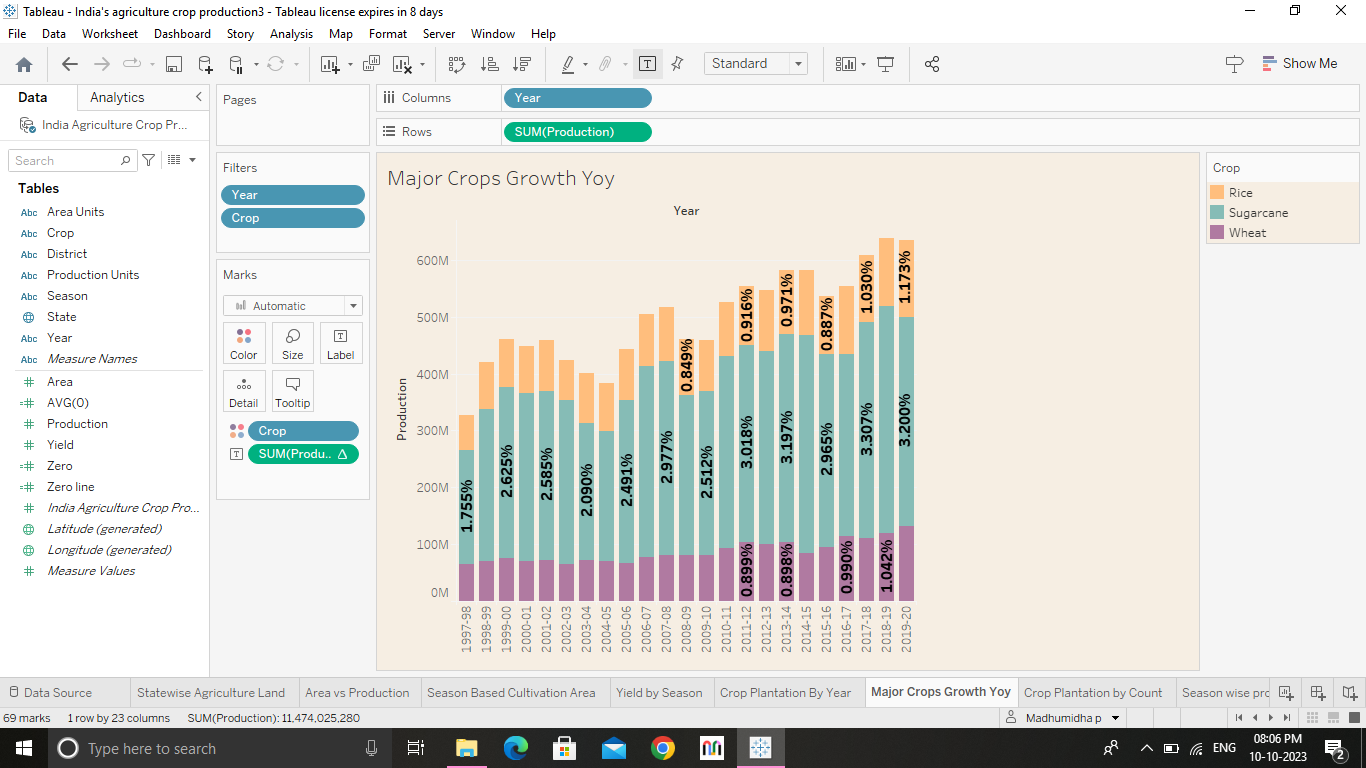 Tableau - India's agriculture crop production3 - Tableau license expires in 8 days
File Data Worksheet Dashboard Story Analysis Map Format Server Window Help
Standard
Show Me
Data Analytics
India Agriculture Crop Pr...
Search
Tables
Abc Area Units
Abc Crop
Abc District
Abc Production Units
Abc Season
State
Abc Year
Abc Measure Names
Area
AVG(0)
Production
Yield
Zero
Zero line
India Agriculture Crop Pro...
Latitude (generated)
Longitude (generated)
Measure Values
Pages
Filters
Year
Crop
Marks
Automatic
Color Size Label
Detail Tooltip
Crop
SUM(Produ..
Columns Year
Rows SUM(Production)
Major Crops Growth Yoy
Year
Production
600M
500M
400M
300M
200M
100M
0M
1.755%
2.625%
2.585%
2.090%
2.491%
2.977%
0.849%
2.512%
0.916%
3.018%
0.899%
0.971%
3.197%
0.898%
0.887%
2.965%
0.990%
1.030%
3.307%
1.042%
1.173%
3.200%
1997-98
1998-99
1999-00
2000-01
2001-02
2002-03
2003-04
2004-05
2005-06
2006-07
2007-08
2008-09
2009-10
2010-11
2011-12
2012-13
2013-14
2014-15
2015-16
2016-17
2017-18
2018-19
2019-20
Crop
Rice
Sugarcane
Wheat
Data Source Statewise Agriculture Land Area vs Production Season Based Cultivation Area Yield by Season Crop Plantation By Year Major Crops Growth Yoy Crop Plantation by Count Season wise pro
69 marks 1 row by 23 columns SUM(Production): 11,474,025,280
Madhumidha p
Type here to search
ENG
08:06 PM
10-10-2023
2